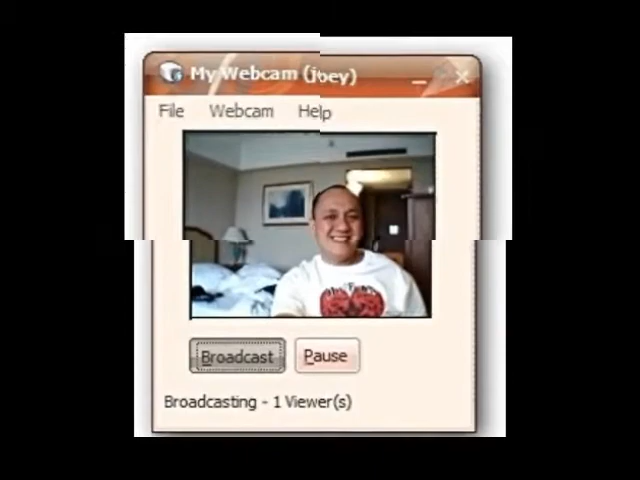 My Webcam (joey)
File Webcam Help
Broadcast Pause
Broadcasting - 1 Viewer(s)